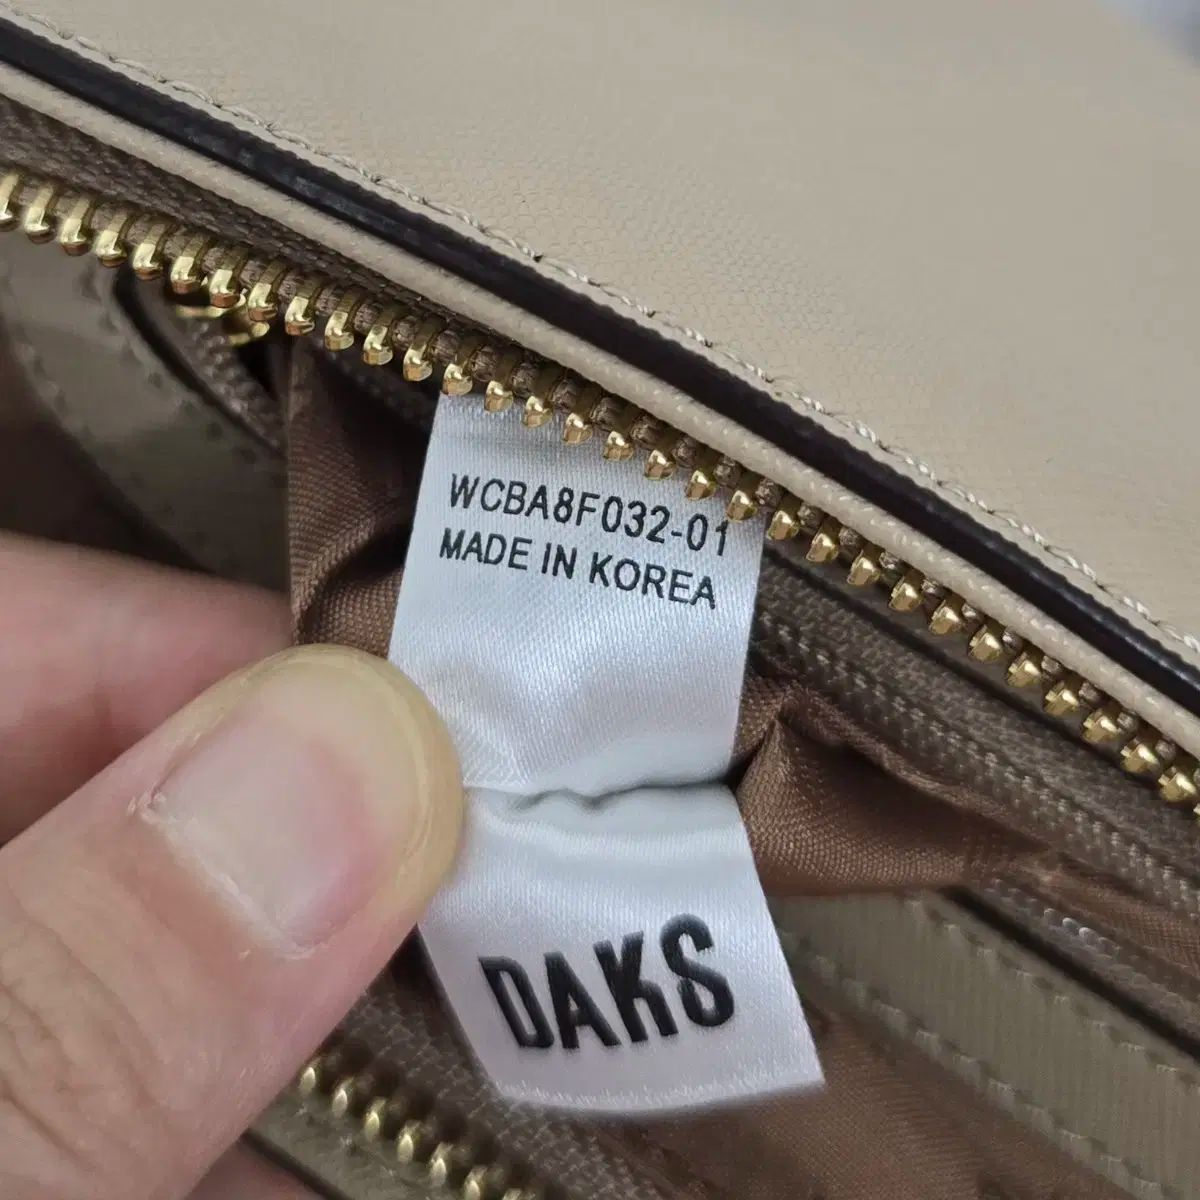 WCBA8F032-01
MADE IN KOREA
DAKS